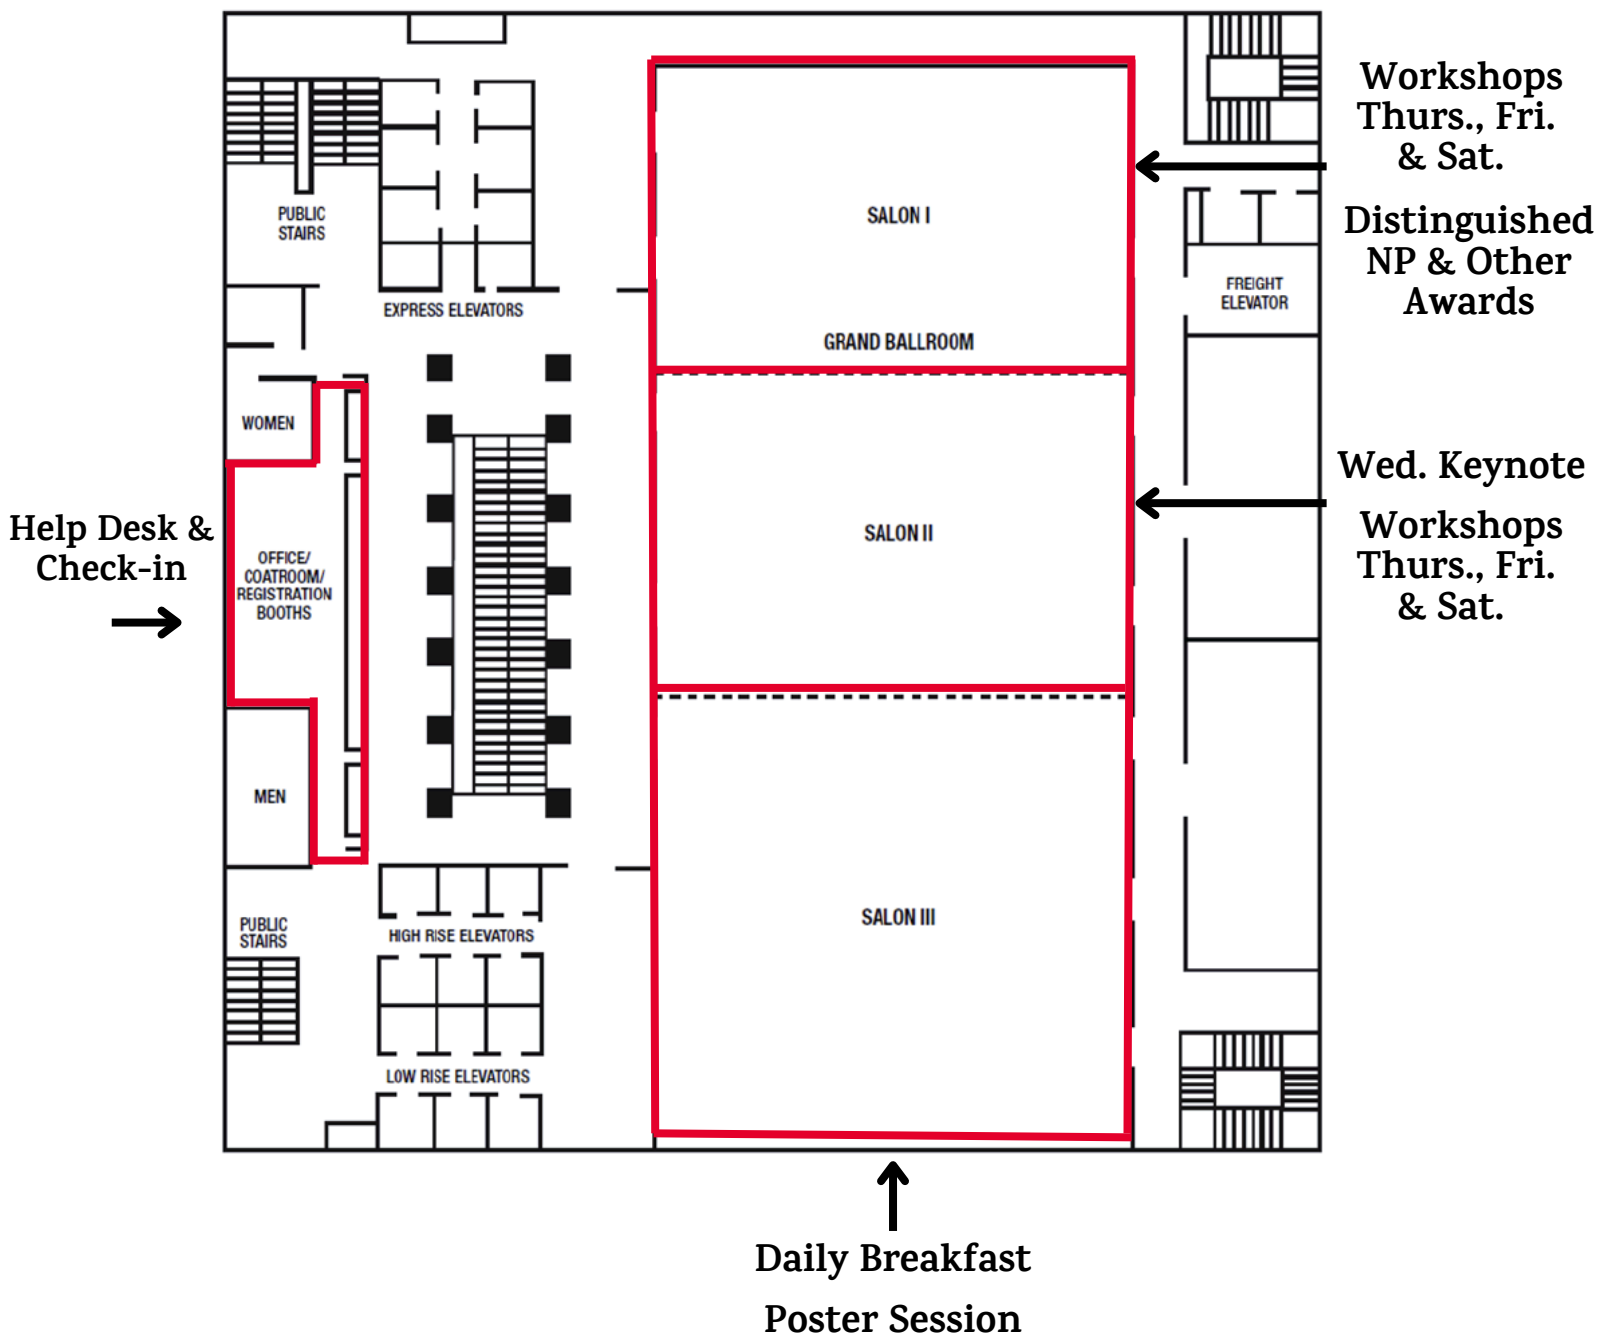 Workshops
Thurs., Fri.
& Sat.
Distinguished
NP & Other
Awards
SALON I
PUBLIC
STAIRS
FREIGHT
ELEVATOR
EXPRESS ELEVATORS
GRAND BALLROOM
WOMEN
Wed. Keynote
Workshops
Thurs., Fri.
& Sat.
Help Desk &
Check-in
SALON II
OFFICE/
COATROOM/
REGISTRATION
BOOTHS
MEN
SALON III
PUBLIC
STAIRS
HIGH RISE ELEVATORS
LOW RISE ELEVATORS
Daily Breakfast
Poster Session